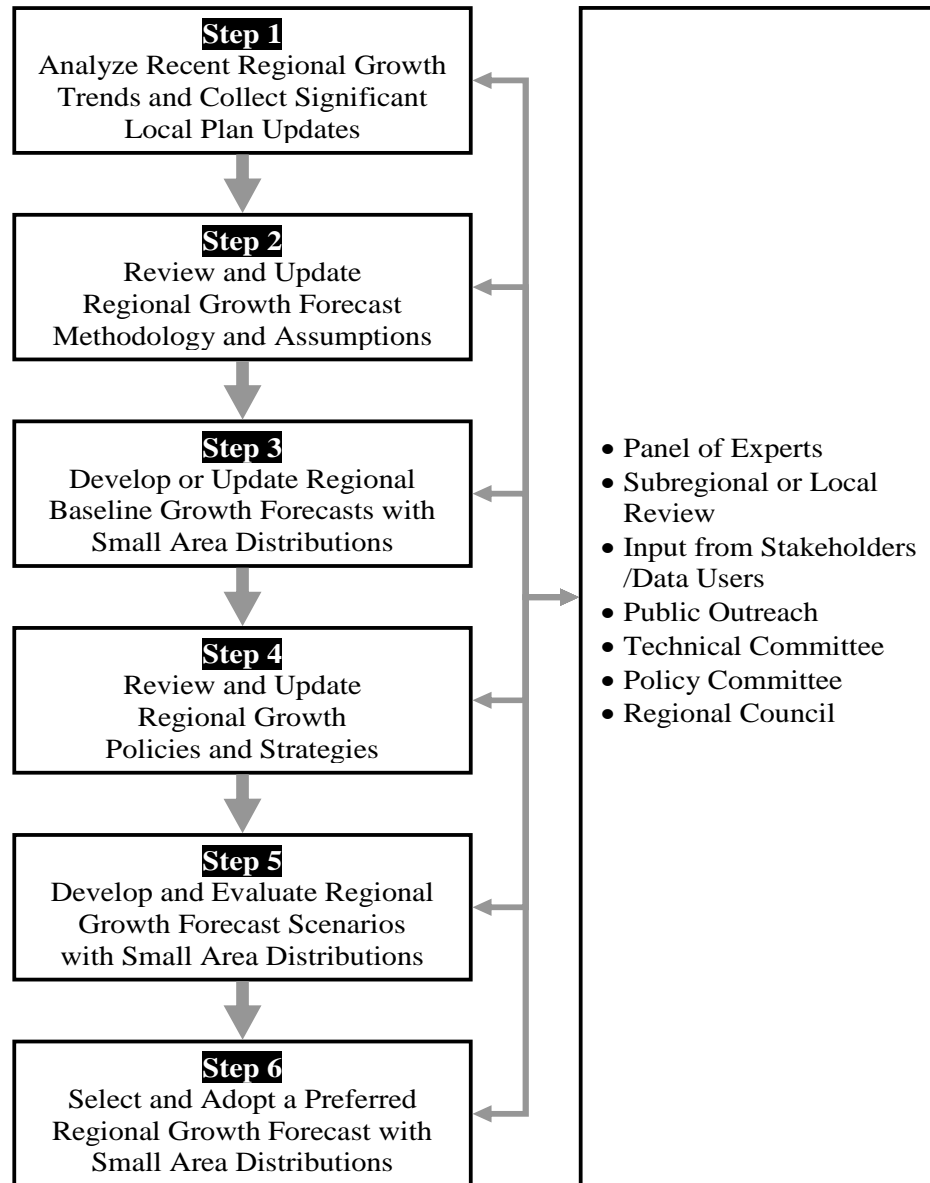 Step 1
Analyze Recent Regional Growth
Trends and Collect Significant
Local Plan Updates
Step 2
Review and Update
Regional Growth Forecast
Methodology and Assumptions
Step 3
Develop or Update Regional
Baseline Growth Forecasts with
Small Area Distributions
Step 4
Review and Update
Regional Growth
Policies and Strategies
Step 5
Develop and Evaluate Regional
Growth Forecast Scenarios
with Small Area Distributions
Step 6
Select and Adopt a Preferred
Regional Growth Forecast with
Small Area Distributions
• Panel of Experts
• Subregional or Local
Review
• Input from Stakeholders
/Data Users
• Public Outreach
• Technical Committee
• Policy Committee
• Regional Council